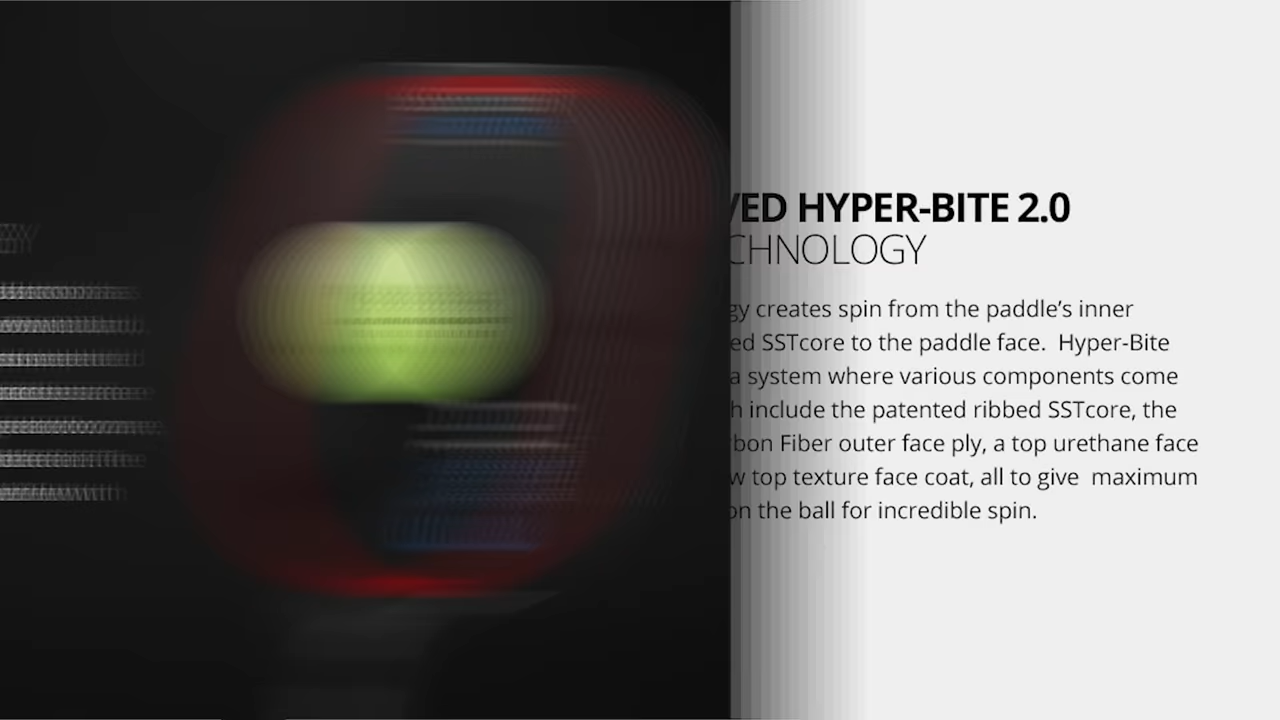 VED HYPER-BITE 2.0
CHNOLOGY
gy creates spin from the paddle’s inner
ed SSTcore to the paddle face. Hyper-Bite
a system where various components come
h include the patented ribbed SSTcore, the
rbon Fiber outer face ply, a top urethane face
w top texture face coat, all to give maximum
on the ball for incredible spin.